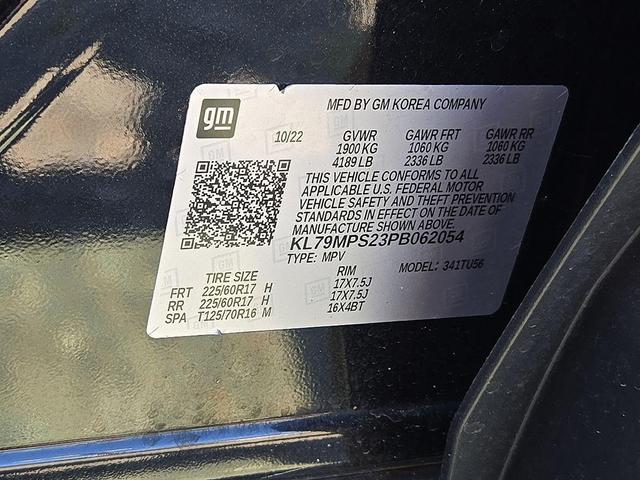 gm
MFD BY GM KOREA COMPANY
10/22 GVWR GAWR FRT GAWR RR
1900 KG 1060 KG 1060 KG
4189 LB 2336 LB 2336 LB
THIS VEHICLE CONFORMS TO ALL
APPLICABLE U.S. FEDERAL MOTOR
VEHICLE SAFETY AND THEFT PREVENTION
STANDARDS IN EFFECT ON THE DATE OF
MANUFACTURE SHOWN ABOVE.
KL79MPS23PB062054
TYPE: MPV MODEL: 341TU56
TIRE SIZE RIM
FRT 225/60R17 H 17X7.5J
RR 225/60R17 H 17X7.5J
SPA T125/70R16 M 16X4BT